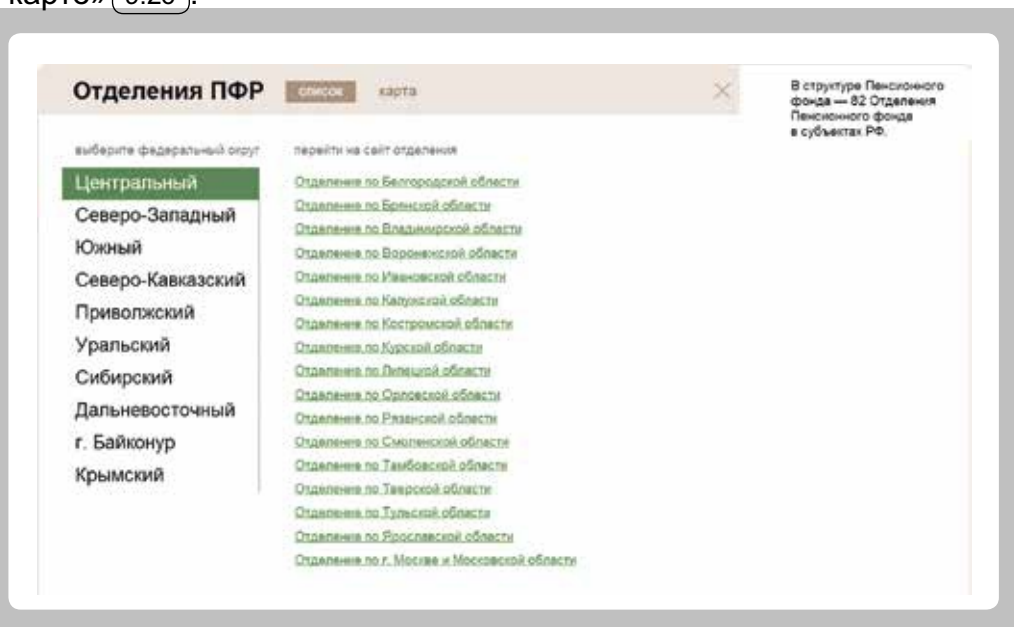 карте» 9.23.
Отделения ПФР список карта
В структуре Пенсионного
фонда — 82 Отделения
Пенсионного фонда
в субъектах РФ.
выберите федеральный округ
Центральный
Северо-Западный
Южный
Северо-Кавказский
Приволжский
Уральский
Сибирский
Дальневосточный
г. Байконур
Крымский
перейти на сайт отделения
Отделение по Белгородской области
Отделение по Брянской области
Отделение по Владимирской области
Отделение по Воронежской области
Отделение по Ивановской области
Отделение по Калужской области
Отделение по Костромской области
Отделение по Курской области
Отделение по Липецкой области
Отделение по Орловской области
Отделение по Рязанской области
Отделение по Смоленской области
Отделение по Тамбовской области
Отделение по Тверской области
Отделение по Тульской области
Отделение по Ярославской области
Отделение по г. Москве и Московской области